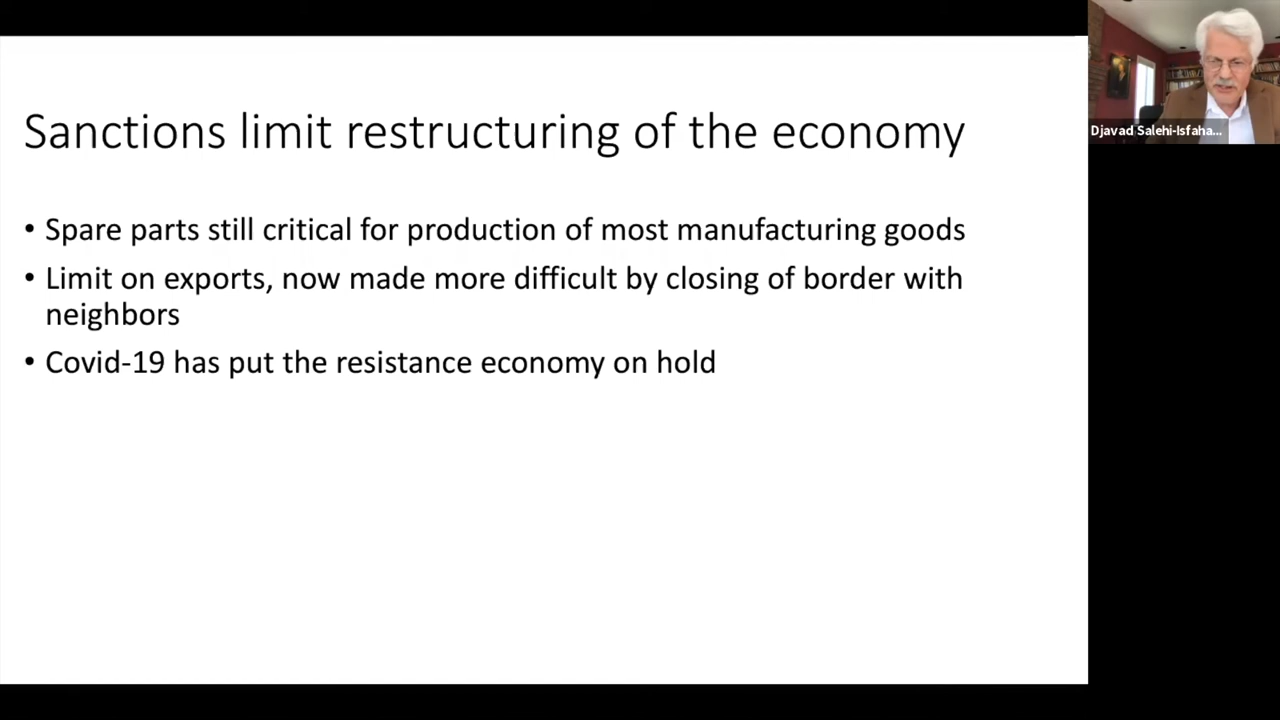 Sanctions limit restructuring of the economy
• Spare parts still critical for production of most manufacturing goods
• Limit on exports, now made more difficult by closing of border with
neighbors
• Covid-19 has put the resistance economy on hold
Djavad Salehi-Isfaha...